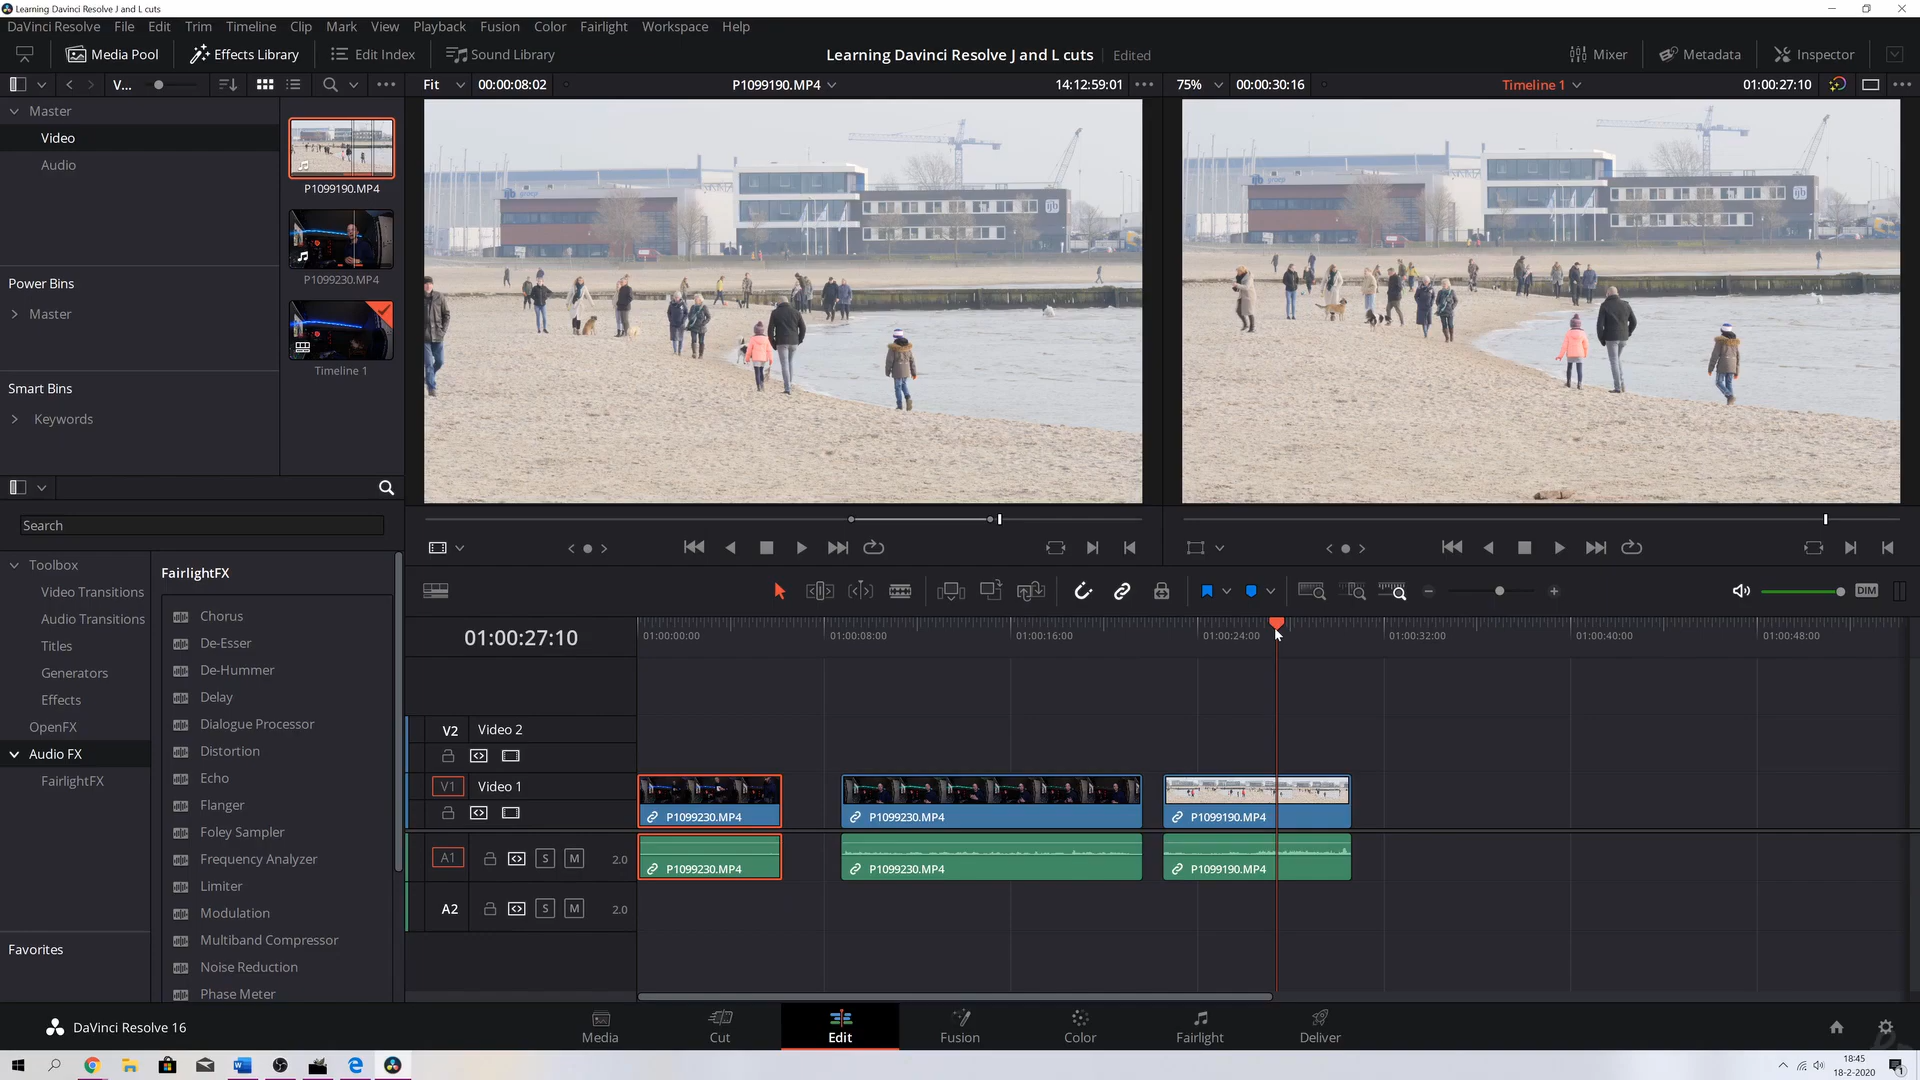 Learning Davinci Resolve J and L cuts
DaVinci Resolve File Edit Trim Timeline Clip Mark View Playback Fusion Color Fairlight Workspace Help
Media Pool Effects Library Edit Index Sound Library Learning Davinci Resolve J and L cuts Edited Mixer Metadata Inspector
V... Fit 00:00:08:02 P1099190.MP4 14:12:59:01 75% 00:00:30:16 Timeline 1 01:00:27:10
Master
Video
Audio
P1099190.MP4
P1099230.MP4
Timeline 1
Power Bins
Master
Smart Bins
Keywords
Search
Toolbox
Video Transitions
Audio Transitions
Titles
Generators
Effects
OpenFX
Audio FX
FairlightFX
Favorites
FairlightFX
Chorus
De-Esser
De-Hummer
Delay
Dialogue Processor
Distortion
Echo
Flanger
Foley Sampler
Frequency Analyzer
Limiter
Modulation
Multiband Compressor
Noise Reduction
Phase Meter
DIM
01:00:27:10
01:00:00:00 01:00:08:00 01:00:16:00 01:00:24:00 01:00:32:00 01:00:40:00 01:00:48:00
V2 Video 2
V1 Video 1
P1099230.MP4 P1099230.MP4 P1099190.MP4
A1 S M 2.0
P1099230.MP4 P1099230.MP4 P1099190.MP4
A2 S M 2.0
DaVinci Resolve 16
Media Cut Edit Fusion Color Fairlight Deliver
18:45
18-2-2020